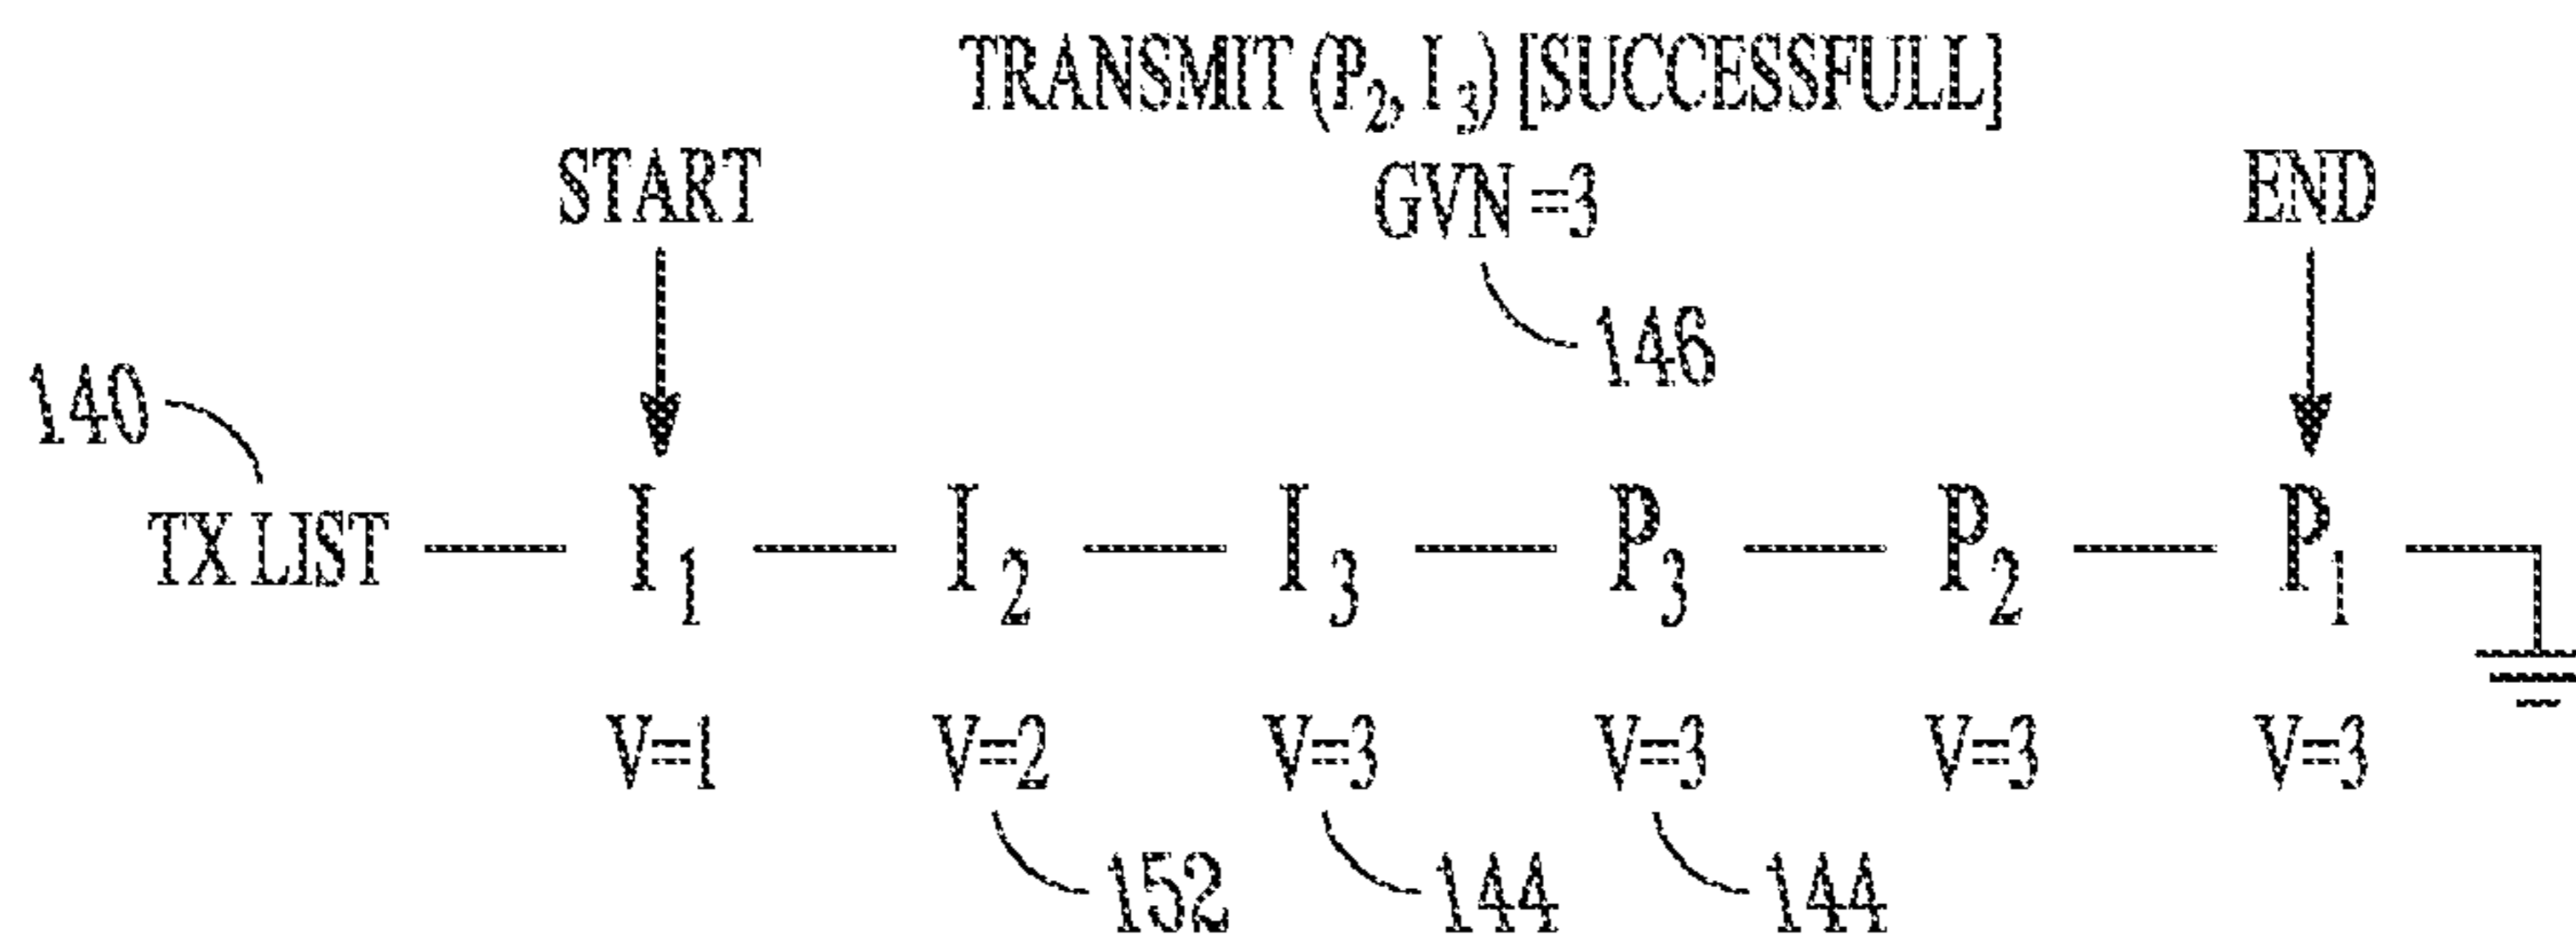 TRANSMIT (P2, I3) [SUCCESSFULL]
START GVN =3 END
146
140
TX LIST I1 I2 I3 P3 P2 P1
V=1 V=2 V=3 V=3 V=3 V=3
152 144 144